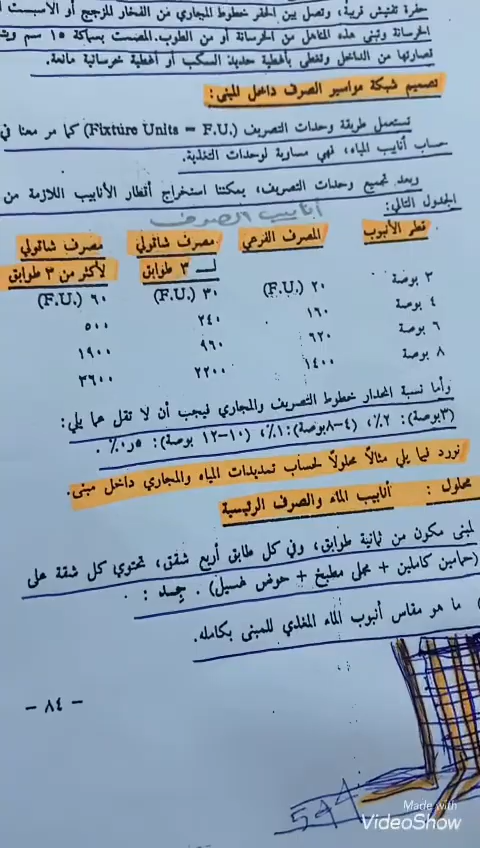 حفرة تفتيش قريبة، وتصل بين الحفر خطوط المجاري من الفخار المزجج أو الاسمنت أو
الخرسانة وتبنى هذه المناهل من الخرسانة أو من الطوب. المصمت بسماكة ١٥ سم
قصارتها من الداخل وتغطى بأغطية حديد السكب أو أغطية خرسانية مانعة.
تصميم شبكة مواسير الصرف داخل المبنى:
تستعمل طريقة وحدات التصريف (Fixture Units = F.U.) كما مر معنا في
حساب أنابيب المياه، فهي مساوية لوحدات التغذية.
وبعد تجميع وحدات التصريف، يمكننا استخراج أقطار الأنابيب اللازمة من
الجدول التالي:
أنابيب الصرف
قطر الأنبوب المصرف الفرعي مصرف شاقولي لـ ٣ طوابق مصرف شاقولي لأكثر من ٣ طوابق
٣ بوصة ٢٠ (F.U.) ٣٠ (F.U.) ٦٠ (F.U.)
٤ بوصة ١٦٠ ٢٤٠ ٥٠٠
٦ بوصة ٦٢٠ ٩٦٠ ١٩٠٠
٨ بوصة ١٤٠٠ ٢٢٠٠ ٣٦٠٠
وأما نسبة انحدار خطوط التصريف والمجاري فيجب أن لا تقل عما يلي:
(٣بوصة): ٢٪، (٤-٨بوصة): ١٪، (١٠-١٢ بوصة): ٥ر٠٪ .
نورد فيما يلي مثالاً محلولاً لحساب تمديدات المياه والمجاري داخل مبنى.
محلول : أنابيب الماء والصرف الرئيسية
لمبنى مكون من ثمانية طوابق، وفي كل طابق أربع شقق، تحتوي كل شقة على
(حمامين كاملين + مجلى مطبخ + حوض غسيل) . جد :
) ما هو مقاس أنبوب الماء المغذي للمبنى بكامله.
- ٨٤ -
Made with
VideoShow